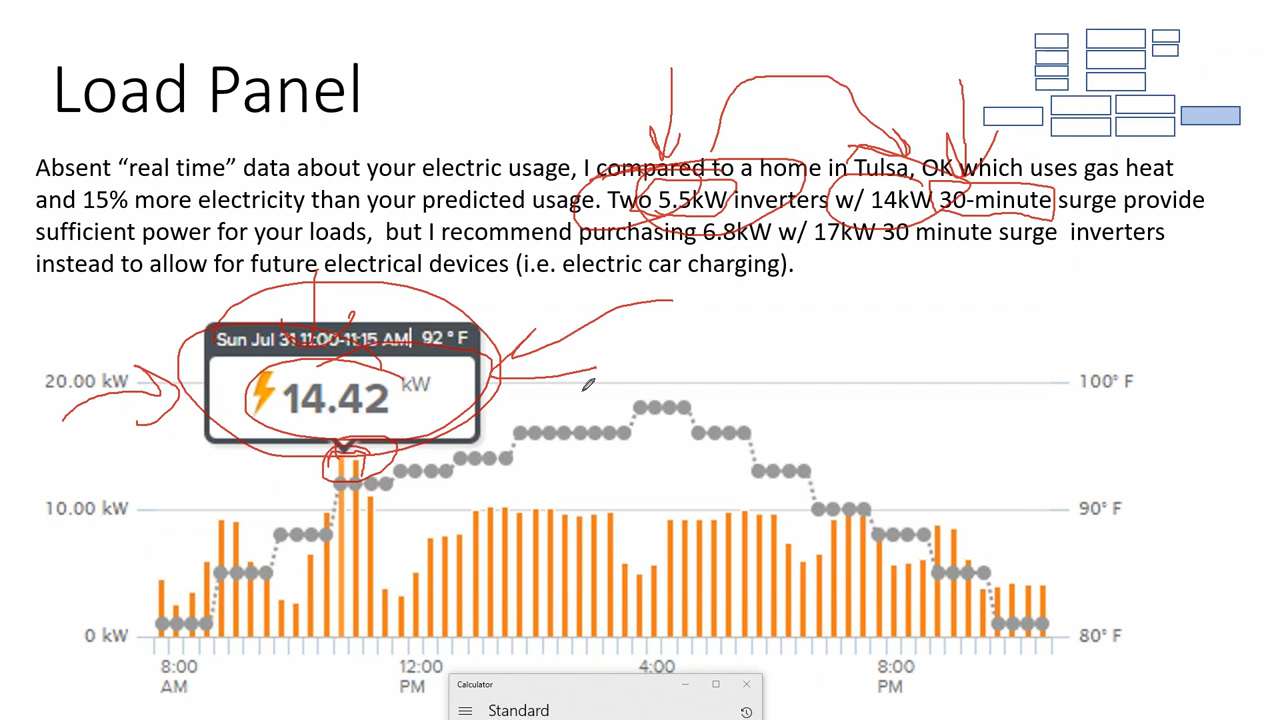 Load Panel
Absent “real time” data about your electric usage, I compared to a home in Tulsa, OK which uses gas heat
and 15% more electricity than your predicted usage. Two 5.5kW inverters w/ 14kW 30-minute surge provide
sufficient power for your loads, but I recommend purchasing 6.8kW w/ 17kW 30 minute surge inverters
instead to allow for future electrical devices (i.e. electric car charging).
Sun Jul 31 11:00-11:15 AM 92 ° F
14.42 kW
20.00 kW 100° F
10.00 kW 90° F
0 kW 80° F
8:00 12:00 4:00 8:00
AM PM PM
Calculator
Standard